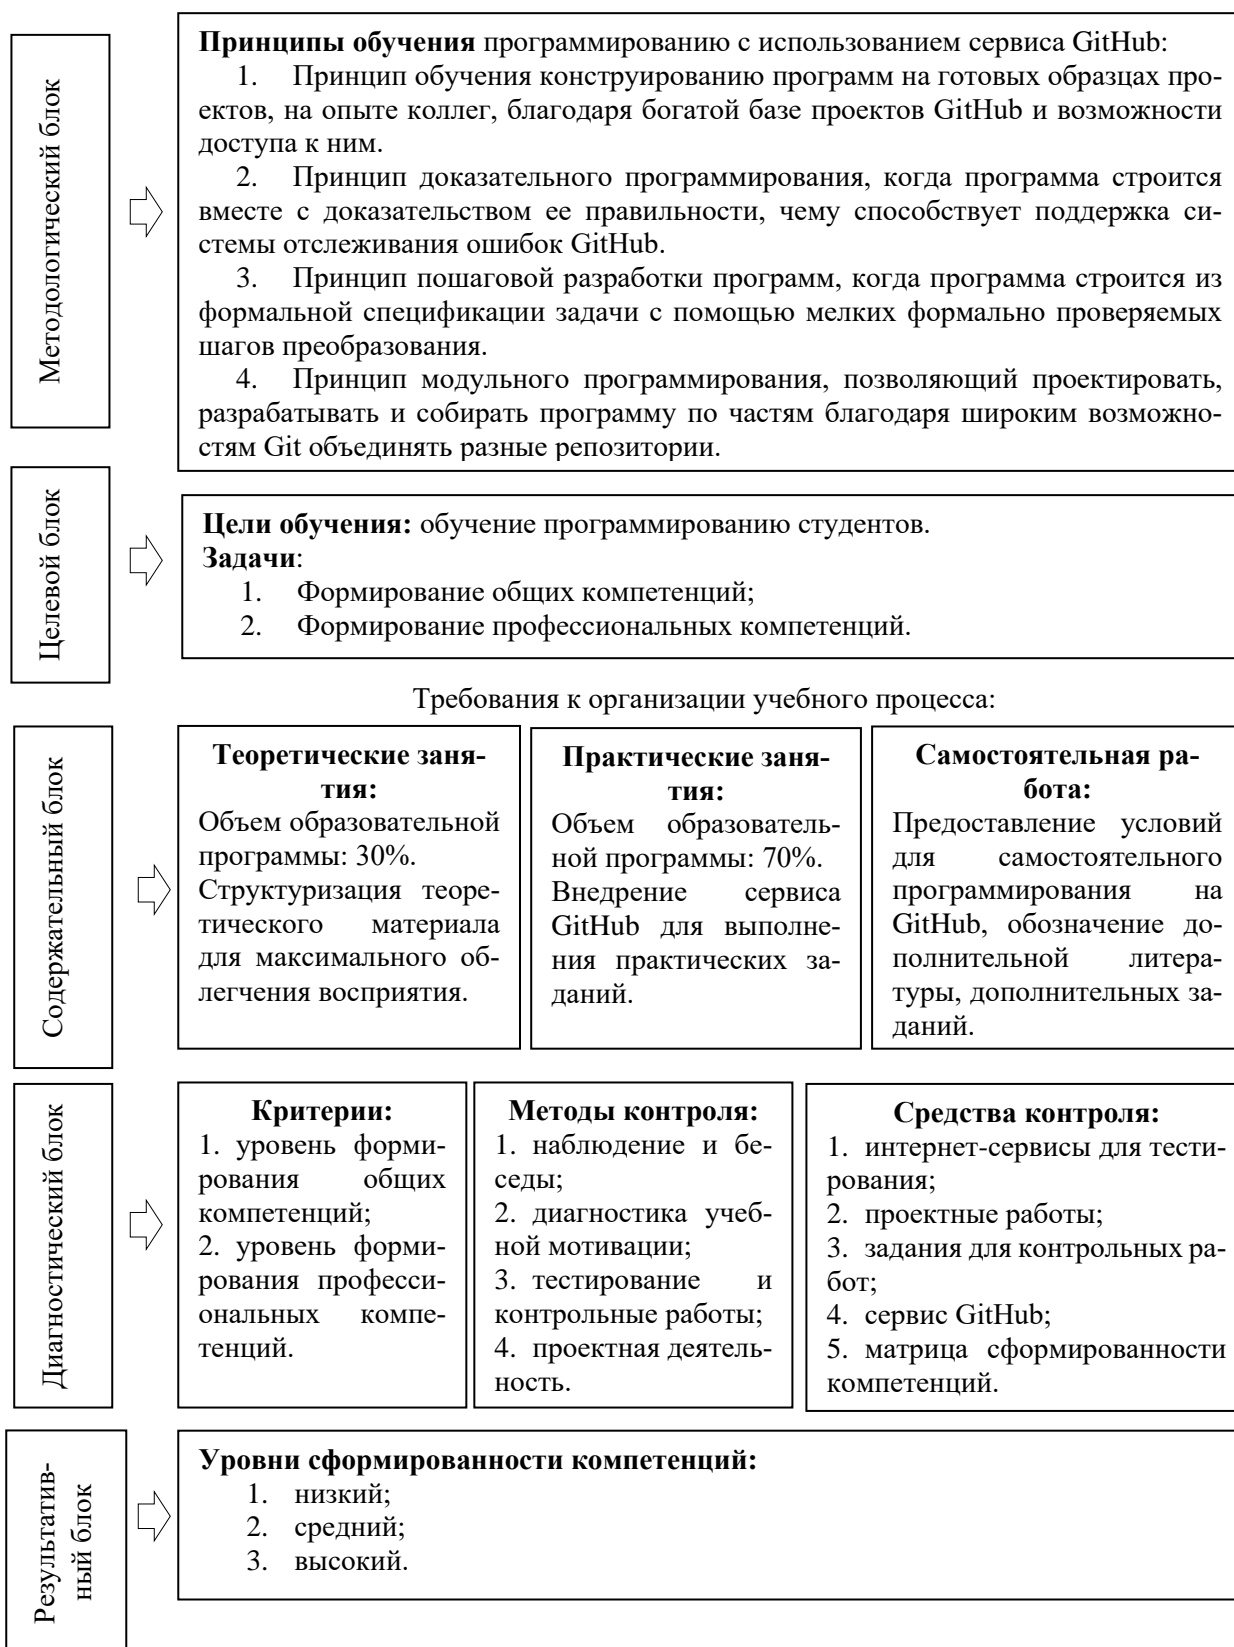 Методологический блок
Принципы обучения программированию с использованием сервиса GitHub:
1. Принцип обучения конструированию программ на готовых образцах про-
ектов, на опыте коллег, благодаря богатой базе проектов GitHub и возможности
доступа к ним.
2. Принцип доказательного программирования, когда программа строится
вместе с доказательством ее правильности, чему способствует поддержка си-
стемы отслеживания ошибок GitHub.
3. Принцип пошаговой разработки программ, когда программа строится из
формальной спецификации задачи с помощью мелких формально проверяемых
шагов преобразования.
4. Принцип модульного программирования, позволяющий проектировать,
разрабатывать и собирать программу по частям благодаря широким возможно-
стям Git объединять разные репозитории.
Целевой блок
Цели обучения: обучение программированию студентов.
Задачи:
1. Формирование общих компетенций;
2. Формирование профессиональных компетенций.
Требования к организации учебного процесса:
Содержательный блок
Теоретические заня-
тия:
Объем образовательной
программы: 30%.
Структуризация теоре-
тического материала
для максимального об-
легчения восприятия.
Практические заня-
тия:
Объем образователь-
ной программы: 70%.
Внедрение сервиса
GitHub для выполне-
ния практических за-
даний.
Самостоятельная ра-
бота:
Предоставление условий
для самостоятельного
программирования на
GitHub, обозначение до-
полнительной литера-
туры, дополнительных за-
даний.
Диагностический блок
Критерии:
1. уровень форми-
рования общих
компетенций;
2. уровень форми-
рования професси-
ональных компе-
тенций.
Методы контроля:
1. наблюдение и бе-
седы;
2. диагностика учеб-
ной мотивации;
3. тестирование и
контрольные работы;
4. проектная деятель-
ность.
Средства контроля:
1. интернет-сервисы для тести-
рования;
2. проектные работы;
3. задания для контрольных ра-
бот;
4. сервис GitHub;
5. матрица сформированности
компетенций.
Результатив-
ный блок
Уровни сформированности компетенций:
1. низкий;
2. средний;
3. высокий.